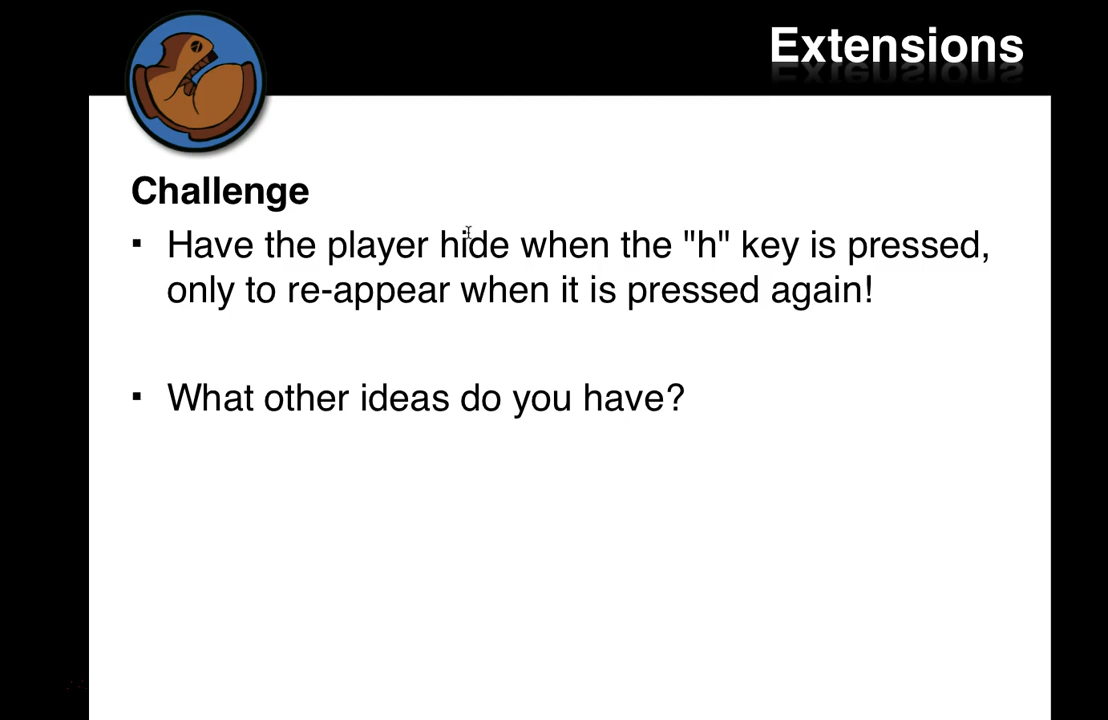 Extensions
Challenge
▪ Have the player hide when the "h" key is pressed,
only to re-appear when it is pressed again!
▪ What other ideas do you have?